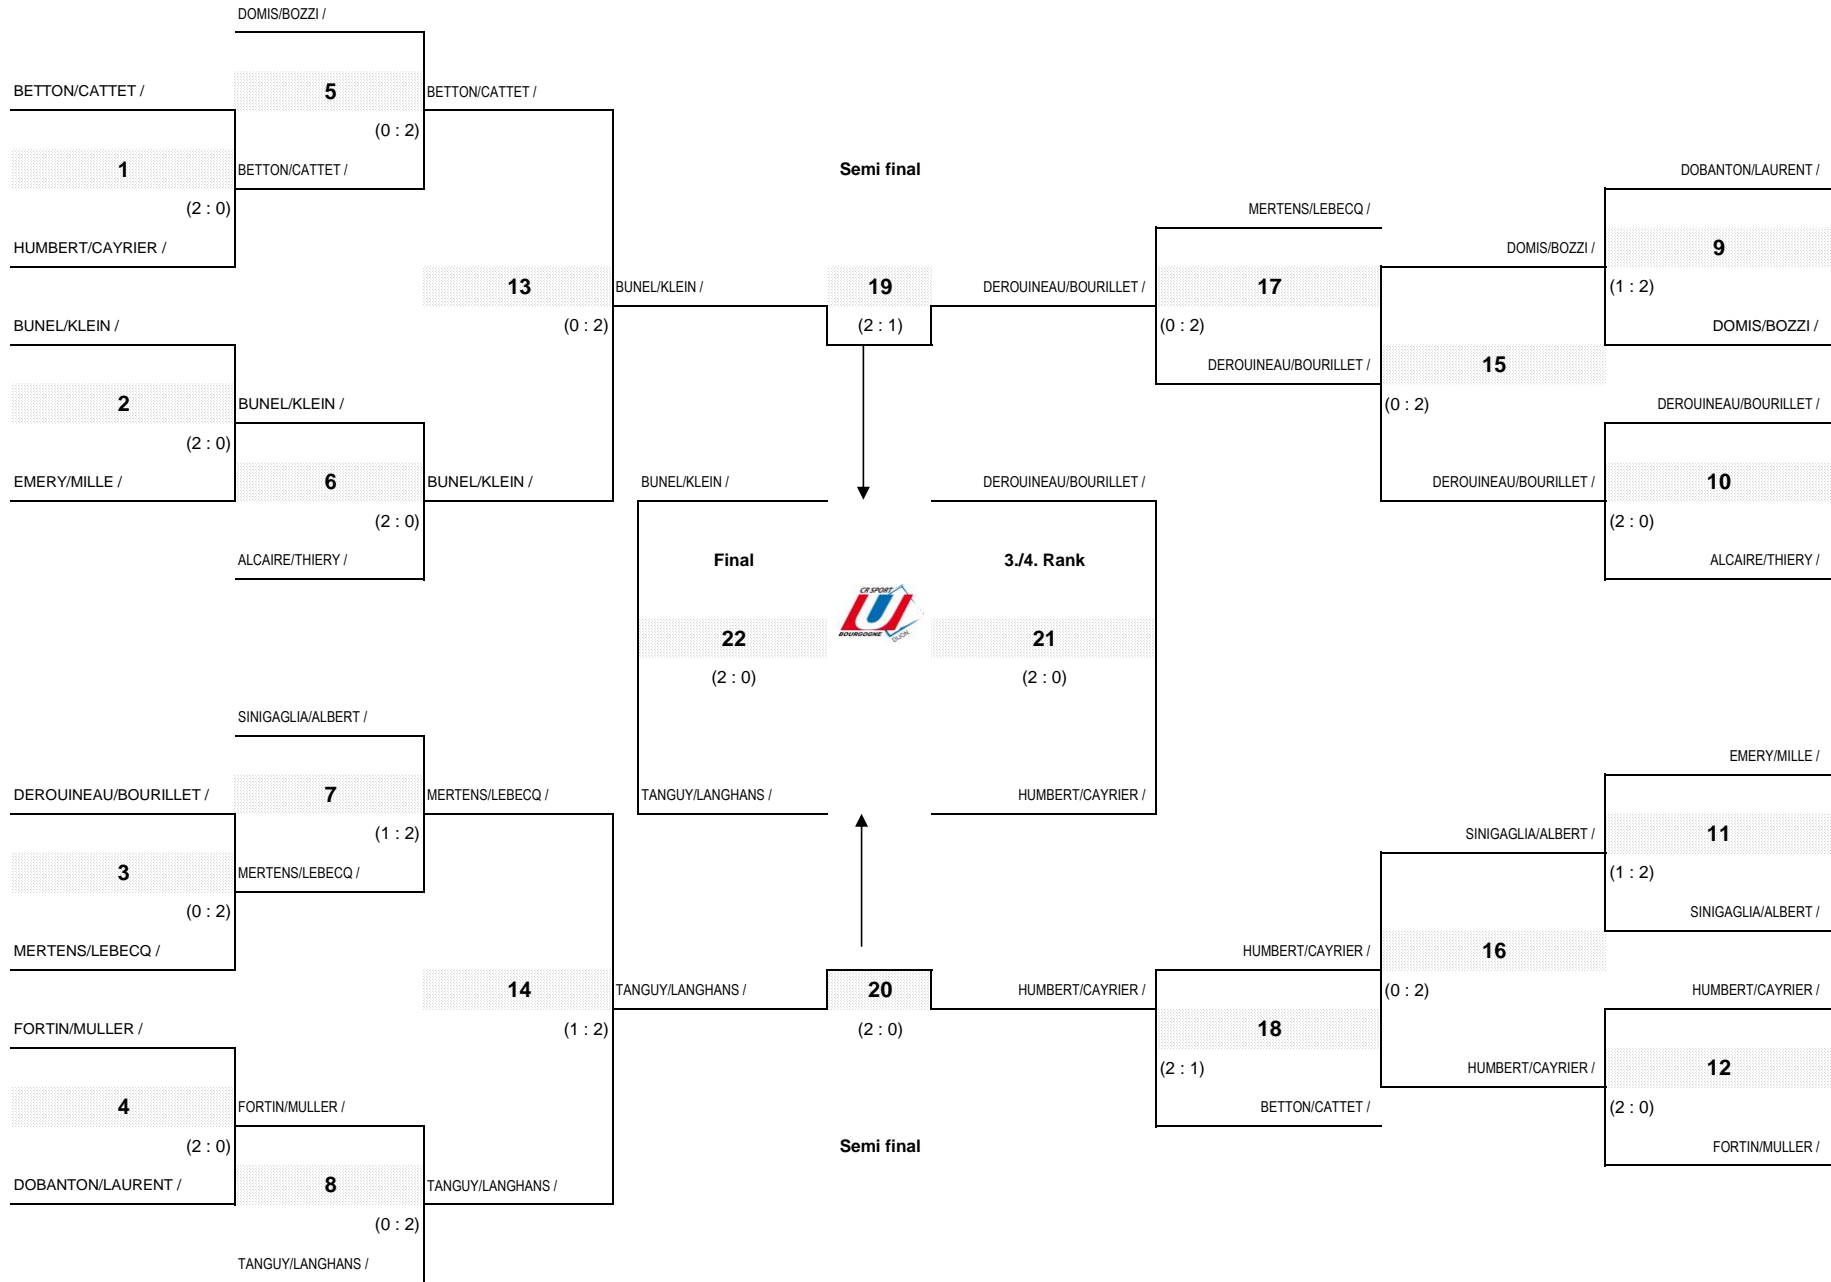 DOMIS/BOZZI /
BETTON/CATTET / 5 BETTON/CATTET /
(0 : 2)
1 BETTON/CATTET / Semi final DOBANTON/LAURENT /
(2 : 0) MERTENS/LEBECQ /
HUMBERT/CAYRIER / DOMIS/BOZZI / 9
13 BUNEL/KLEIN / 19 DEROUINEAU/BOURILLET / 17 (1 : 2)
BUNEL/KLEIN / (0 : 2) (2 : 1) (0 : 2) DOMIS/BOZZI /
DEROUINEAU/BOURILLET / 15
2 BUNEL/KLEIN / (0 : 2) DEROUINEAU/BOURILLET /
(2 : 0)
EMERY/MILLE / 6 BUNEL/KLEIN / BUNEL/KLEIN / DEROUINEAU/BOURILLET / DEROUINEAU/BOURILLET / 10
(2 : 0) (2 : 0)
ALCAIRE/THIERY / Final 3./4. Rank ALCAIRE/THIERY /
CR SPORT
U
BOURGOGNE DIJON
22 21
(2 : 0) (2 : 0)
SINIGAGLIA/ALBERT /
EMERY/MILLE /
DEROUINEAU/BOURILLET / 7 MERTENS/LEBECQ / TANGUY/LANGHANS / HUMBERT/CAYRIER /
(1 : 2) SINIGAGLIA/ALBERT / 11
3 MERTENS/LEBECQ / (1 : 2)
(0 : 2) SINIGAGLIA/ALBERT /
MERTENS/LEBECQ / HUMBERT/CAYRIER / 16
14 TANGUY/LANGHANS / 20 HUMBERT/CAYRIER / (0 : 2) HUMBERT/CAYRIER /
FORTIN/MULLER / (1 : 2) (2 : 0) 18
(2 : 1) HUMBERT/CAYRIER / 12
4 FORTIN/MULLER / BETTON/CATTET / (2 : 0)
(2 : 0) Semi final FORTIN/MULLER /
DOBANTON/LAURENT / 8 TANGUY/LANGHANS /
(0 : 2)
TANGUY/LANGHANS /